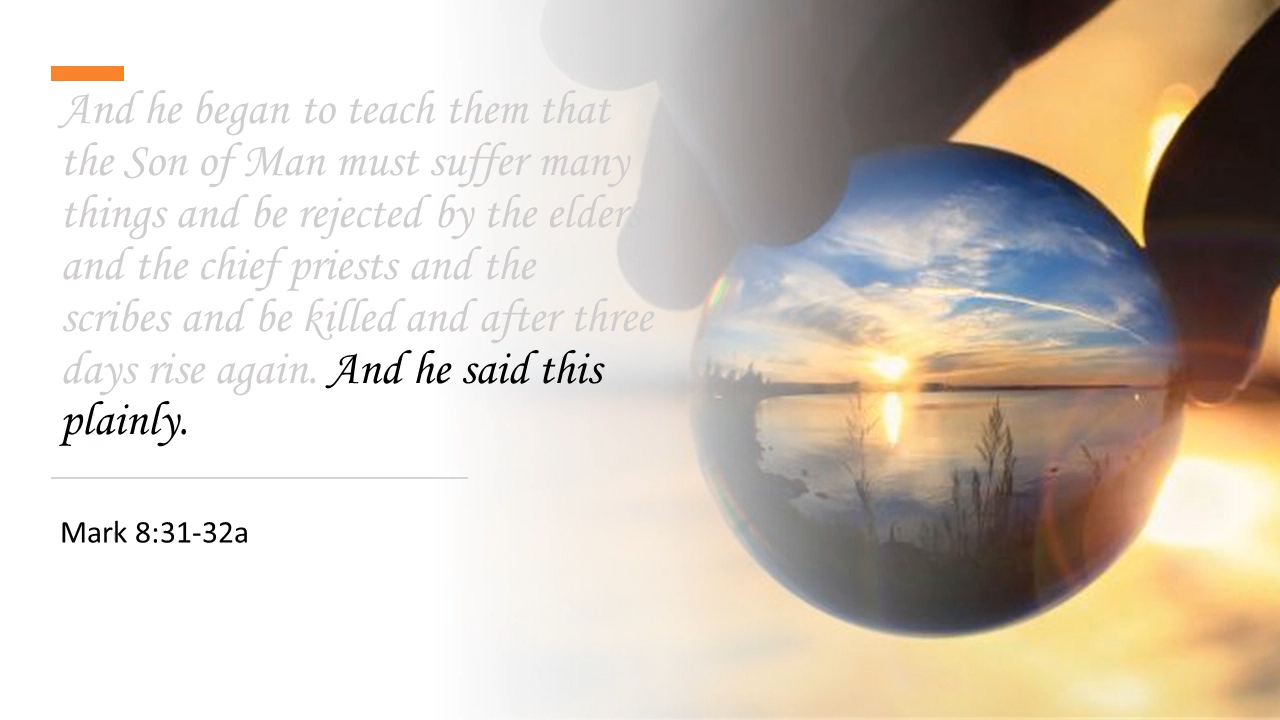 And he began to teach them that
the Son of Man must suffer many
things and be rejected by the elders
and the chief priests and the
scribes and be killed and after three
days rise again. And he said this
plainly.
Mark 8:31-32a